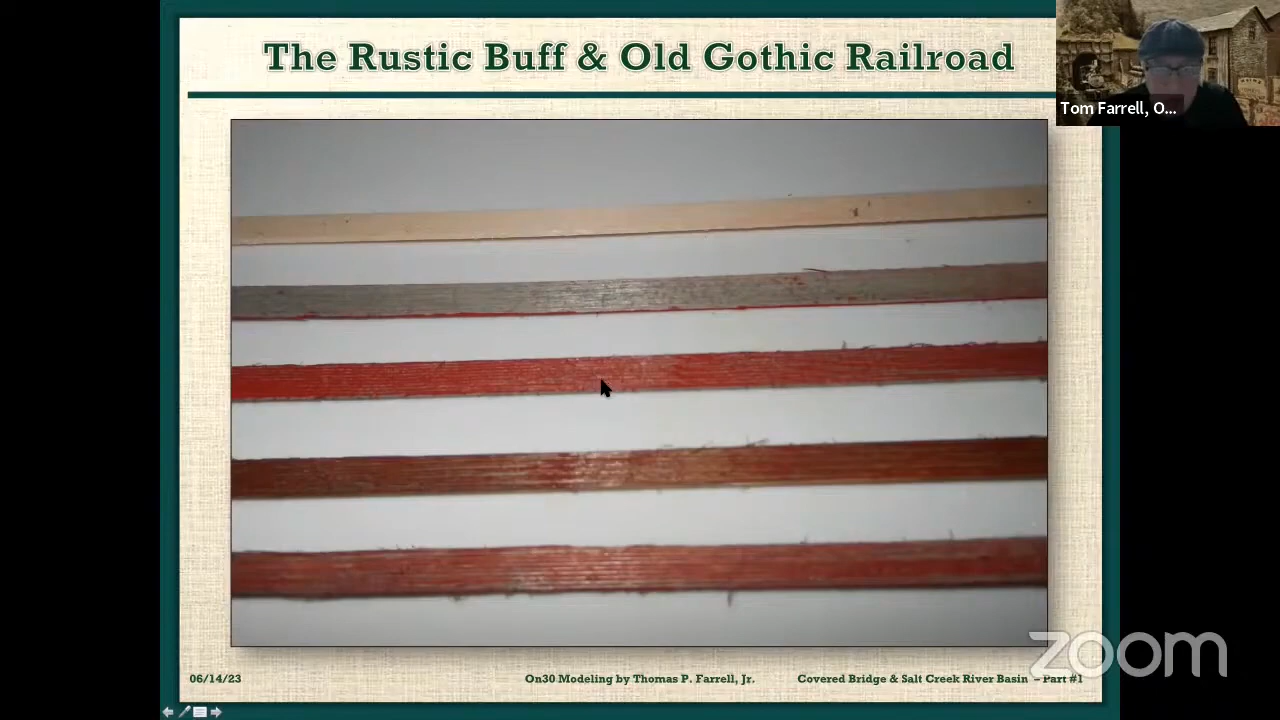 The Rustic Buff & Old Gothic Railroad
Tom Farrell, O...
06/14/23
On30 Modeling by Thomas P. Farrell, Jr.
Covered Bridge & Salt Creek River Basin – Part #1
zoom